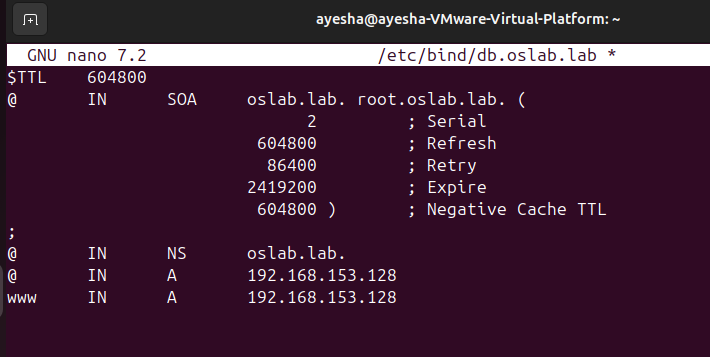 ayesha@ayesha-VMware-Virtual-Platform: ~
GNU nano 7.2 /etc/bind/db.oslab.lab *
$TTL 604800
@ IN SOA oslab.lab. root.oslab.lab. (
2 ; Serial
604800 ; Refresh
86400 ; Retry
2419200 ; Expire
604800 ) ; Negative Cache TTL
;
@ IN NS oslab.lab.
@ IN A 192.168.153.128
www IN A 192.168.153.128